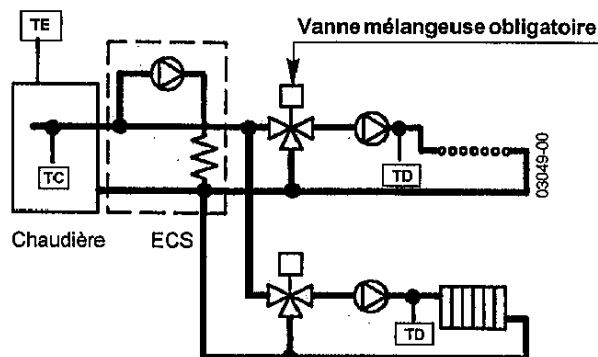 TE
Vanne mélangeuse obligatoire
TC
TD
03049-00
Chaudière
ECS
TD